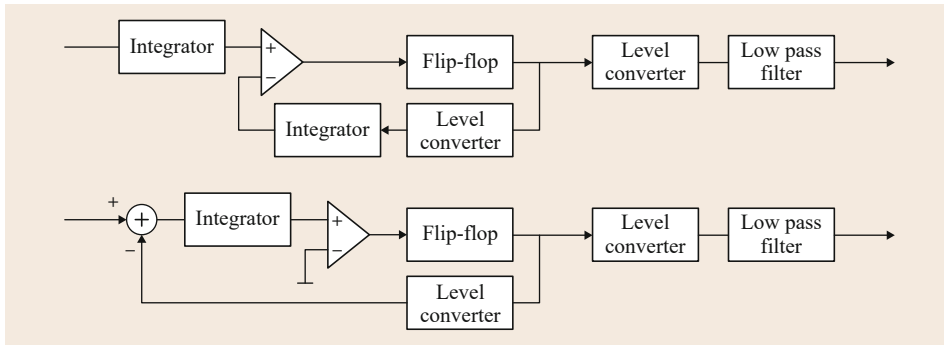 Integrator
+
−
Flip-flop
Level
converter
Low pass
filter
Integrator
Level
converter
+
+
−
Integrator
+
−
Flip-flop
Level
converter
Low pass
filter
Level
converter